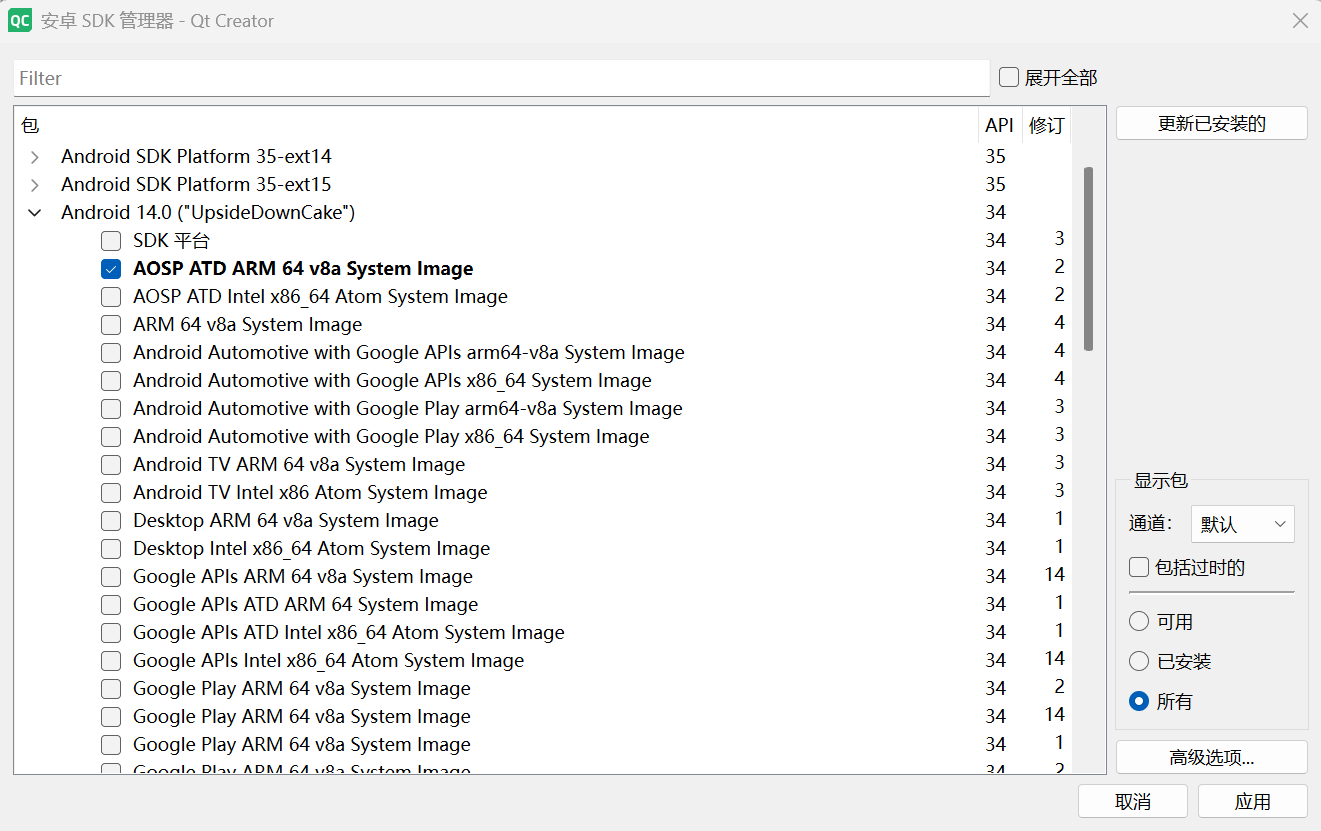 QC 安卓 SDK 管理器 - Qt Creator
Filter 展开全部
包 API 修订 更新已安装的
Android SDK Platform 35-ext14 35
Android SDK Platform 35-ext15 35
Android 14.0 ("UpsideDownCake") 34
SDK 平台 34 3
AOSP ATD ARM 64 v8a System Image 34 2
AOSP ATD Intel x86_64 Atom System Image 34 2
ARM 64 v8a System Image 34 4
Android Automotive with Google APIs arm64-v8a System Image 34 4
Android Automotive with Google APIs x86_64 System Image 34 4
Android Automotive with Google Play arm64-v8a System Image 34 3
Android Automotive with Google Play x86_64 System Image 34 3
Android TV ARM 64 v8a System Image 34 3
Android TV Intel x86 Atom System Image 34 3
Desktop ARM 64 v8a System Image 34 1
Desktop Intel x86_64 Atom System Image 34 1
Google APIs ARM 64 v8a System Image 34 14
Google APIs ATD ARM 64 System Image 34 1
Google APIs ATD Intel x86_64 Atom System Image 34 1
Google APIs Intel x86_64 Atom System Image 34 14
Google Play ARM 64 v8a System Image 34 2
Google Play ARM 64 v8a System Image 34 14
Google Play ARM 64 v8a System Image 34 1
Google Play ARM 64 v8a System Image 34 2
显示包
通道： 默认
包括过时的
可用
已安装
所有
高级选项...
取消 应用